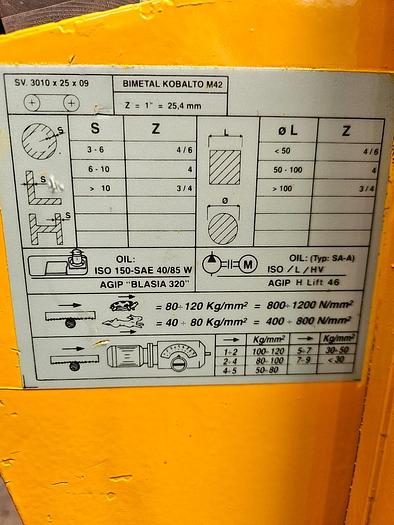 SV. 3010 x 25 x 09
BIMETAL KOBALTO M42
Z = 1" = 25,4 mm
S Z
3-6 4/6
6-10 4
> 10 3/4
S
S
S
L
ø
ø L Z
< 50 4/6
50-100 4
> 100 3/4
OIL:
ISO 150-SAE 40/85 W
AGIP "BLASIA 320"
M
OIL: (Typ: SA-A)
ISO / L / HV
AGIP H Lift 46
= 80÷120 Kg/mm² = 800÷1200 N/mm²
= 40 ÷ 80 Kg/mm² = 400 ÷ 800 N/mm²
Kg/mm² Kg/mm²
1÷2 100÷120 5÷7 30÷50
2÷4 80÷100 7÷9 < 30
4÷5 50÷80